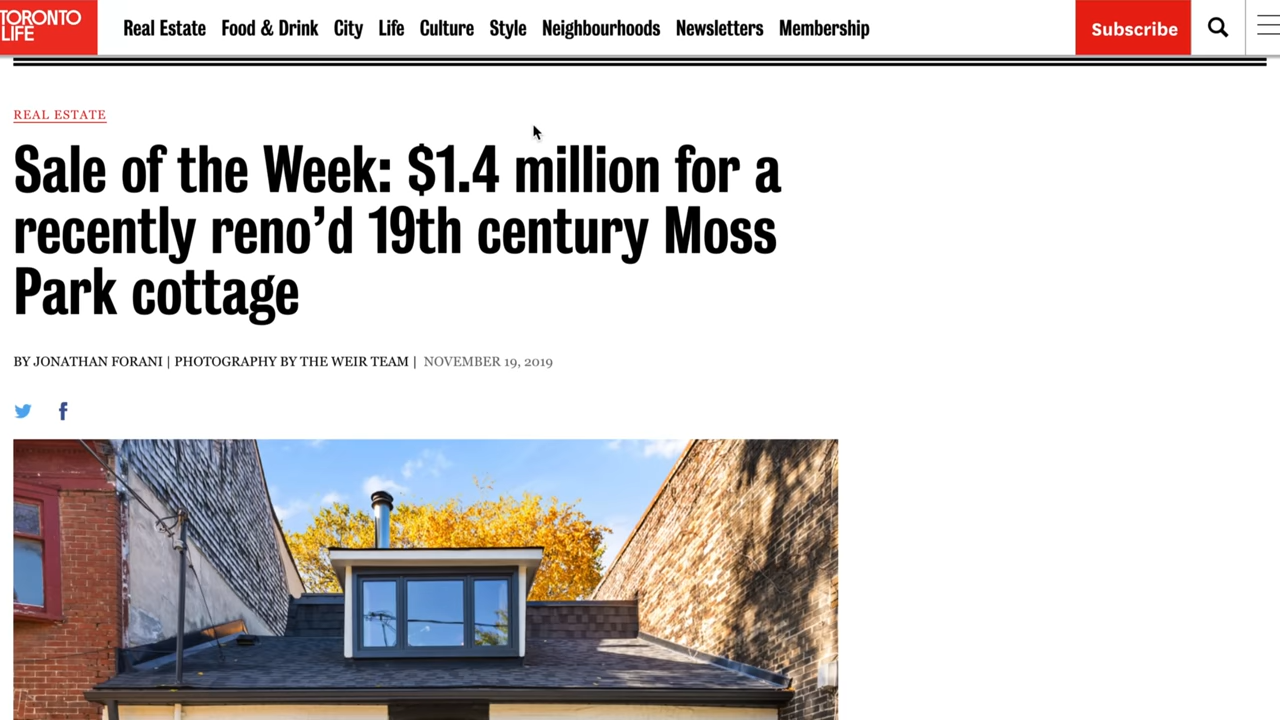 TORONTO
LIFE
Real Estate Food & Drink City Life Culture Style Neighbourhoods Newsletters Membership
Subscribe
REAL ESTATE
Sale of the Week: $1.4 million for a
recently reno’d 19th century Moss
Park cottage
BY JONATHAN FORANI | PHOTOGRAPHY BY THE WEIR TEAM | NOVEMBER 19, 2019